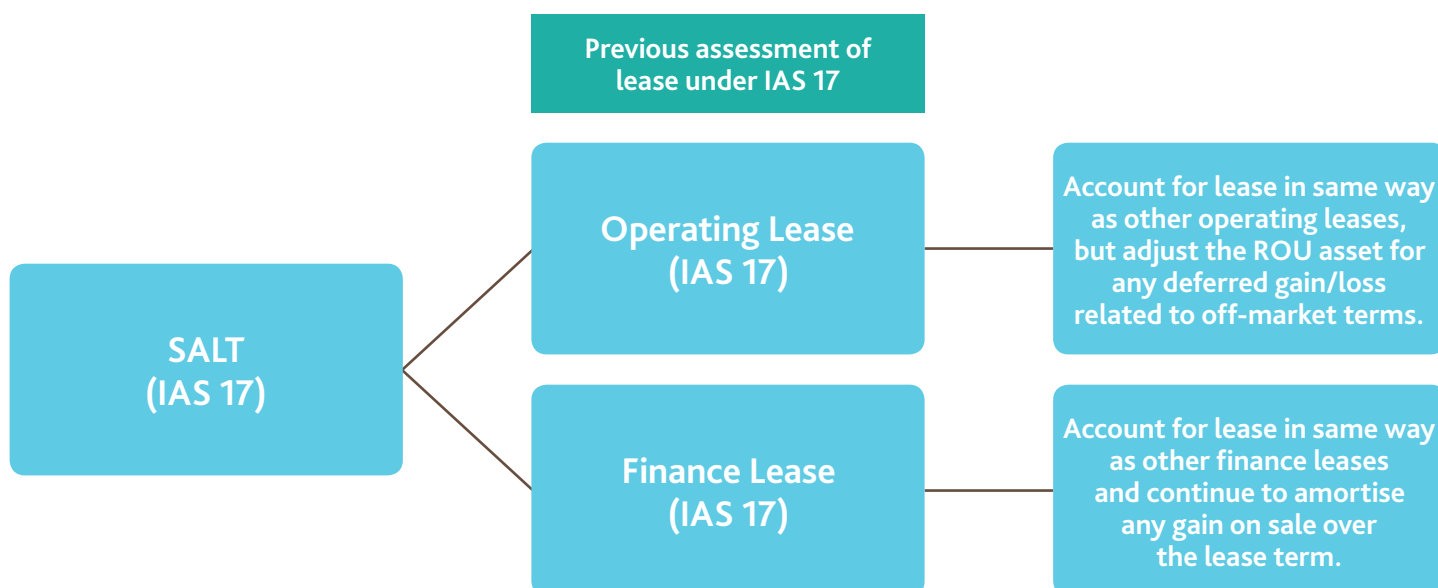 Previous assessment of
lease under IAS 17
SALT
(IAS 17)
Operating Lease
(IAS 17)
Account for lease in same way
as other operating leases,
but adjust the ROU asset for
any deferred gain/loss
related to off-market terms.
Finance Lease
(IAS 17)
Account for lease in same way
as other finance leases
and continue to amortise
any gain on sale over
the lease term.